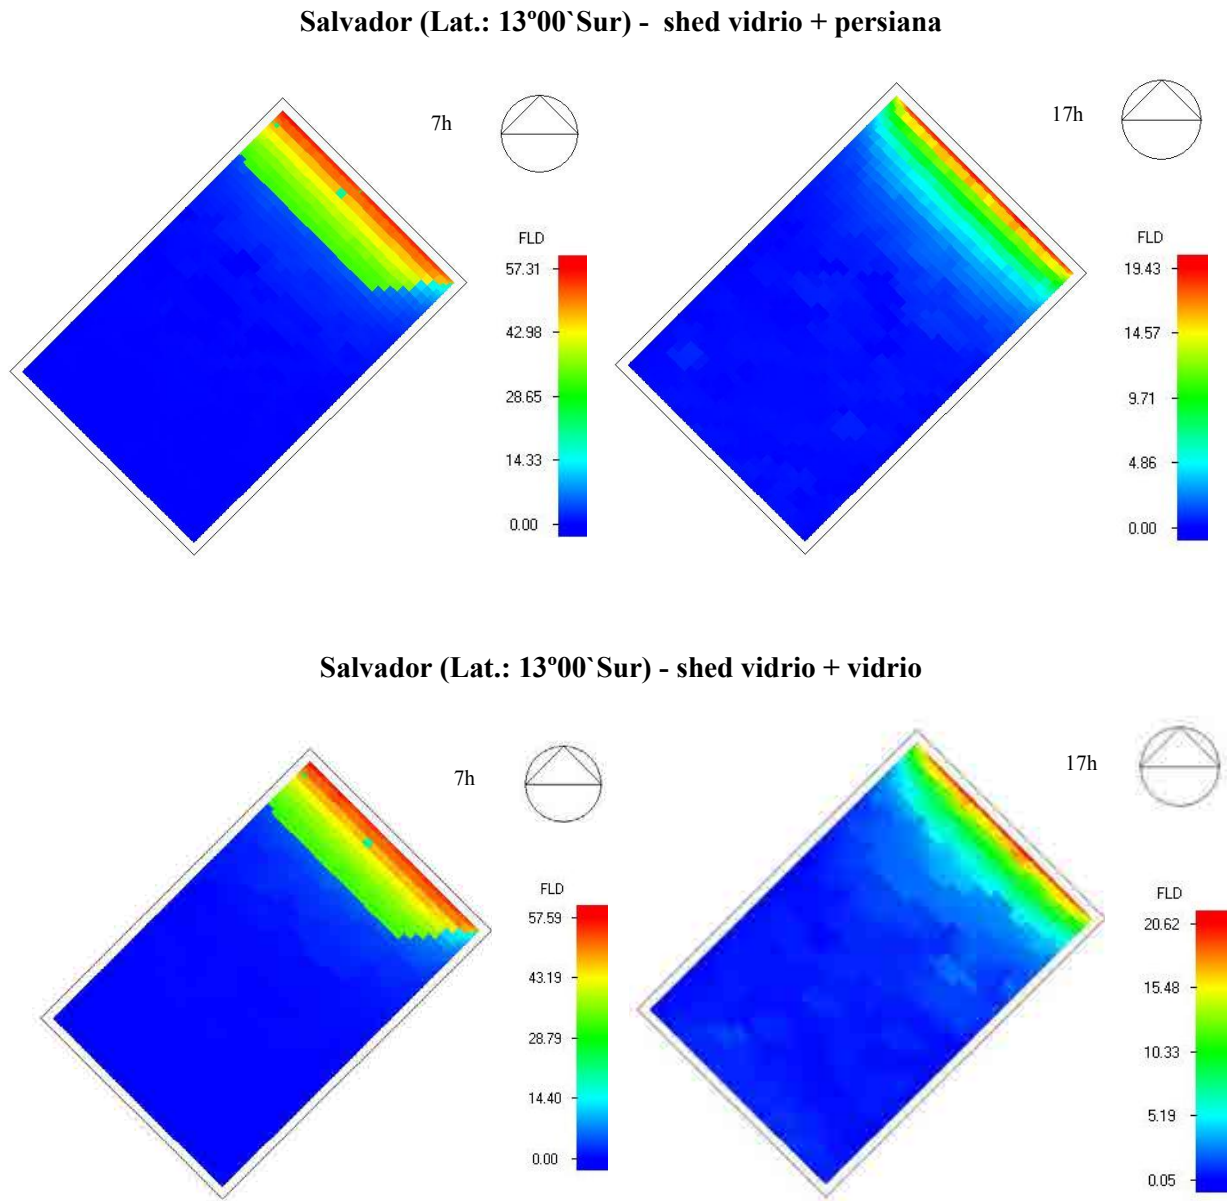 Salvador (Lat.: 13º00`Sur) - shed vidrio + persiana
7h
17h
FLD
57.31
42.98
28.65
14.33
0.00
FLD
19.43
14.57
9.71
4.86
0.00
Salvador (Lat.: 13º00`Sur) - shed vidrio + vidrio
7h
17h
FLD
57.59
43.19
28.79
14.40
0.00
FLD
20.62
15.48
10.33
5.19
0.05